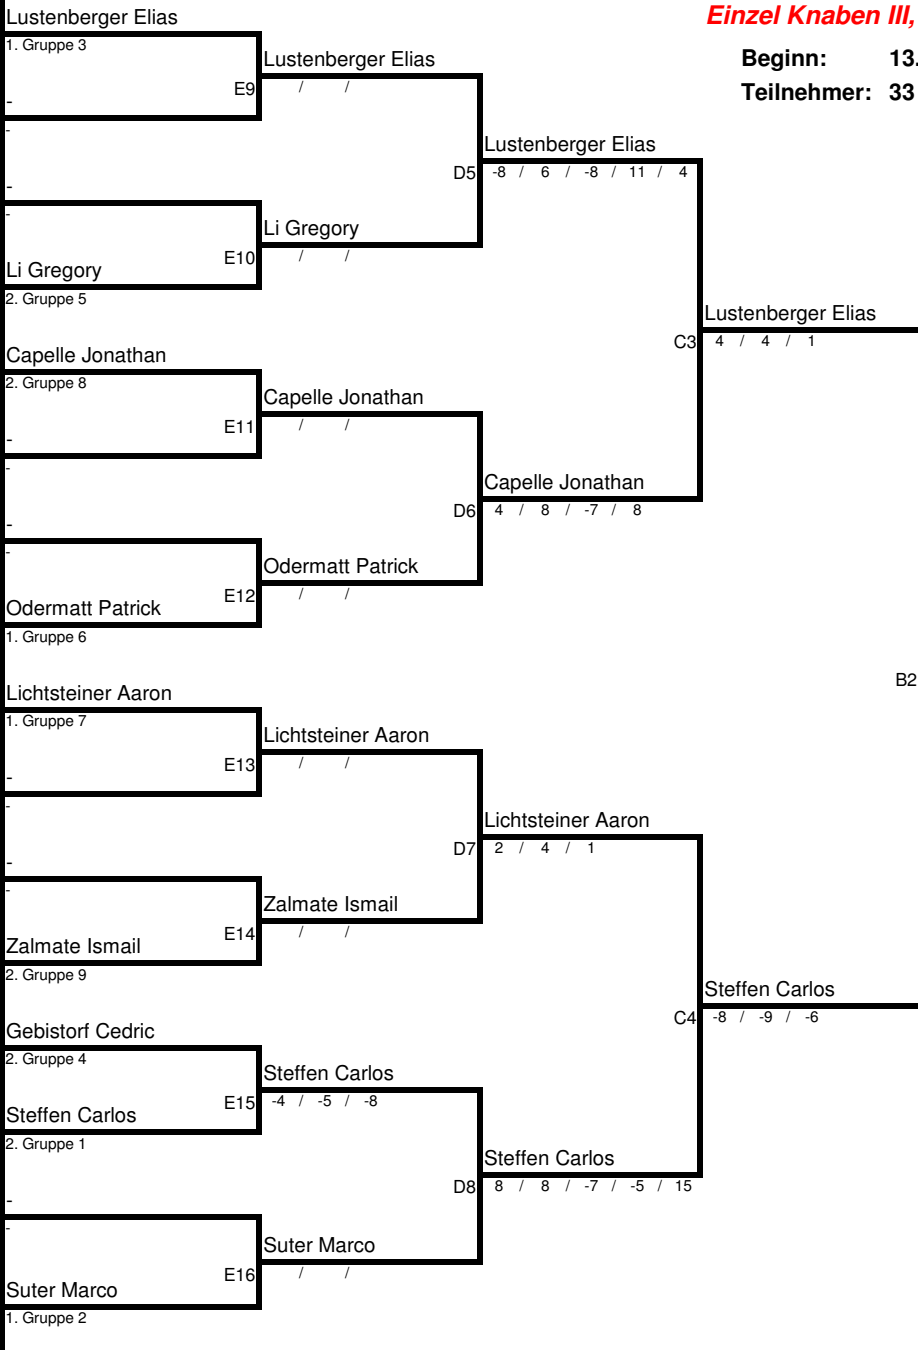 Einzel Knaben III,
Beginn: 13.
Teilnehmer: 33
Lustenberger Elias
1. Gruppe 3
E9
-
-
-
-
E10
Li Gregory
2. Gruppe 5
Capelle Jonathan
2. Gruppe 8
E11
-
-
-
-
E12
Odermatt Patrick
1. Gruppe 6
Lichtsteiner Aaron
1. Gruppe 7
E13
-
-
-
-
E14
Zalmate Ismail
2. Gruppe 9
Gebistorf Cedric
2. Gruppe 4
E15
Steffen Carlos
2. Gruppe 1
-
-
E16
Suter Marco
1. Gruppe 2
Lustenberger Elias
/ /
D5
Li Gregory
/ /
Capelle Jonathan
/ /
D6
Odermatt Patrick
/ /
Lichtsteiner Aaron
/ /
D7
Zalmate Ismail
/ /
Steffen Carlos
-4 / -5 / -8
D8
Suter Marco
/ /
Lustenberger Elias
-8 / 6 / -8 / 11 / 4
C3
Capelle Jonathan
4 / 8 / -7 / 8
Lichtsteiner Aaron
2 / 4 / 1
C4
Steffen Carlos
8 / 8 / -7 / -5 / 15
Lustenberger Elias
4 / 4 / 1
B2
Steffen Carlos
-8 / -9 / -6